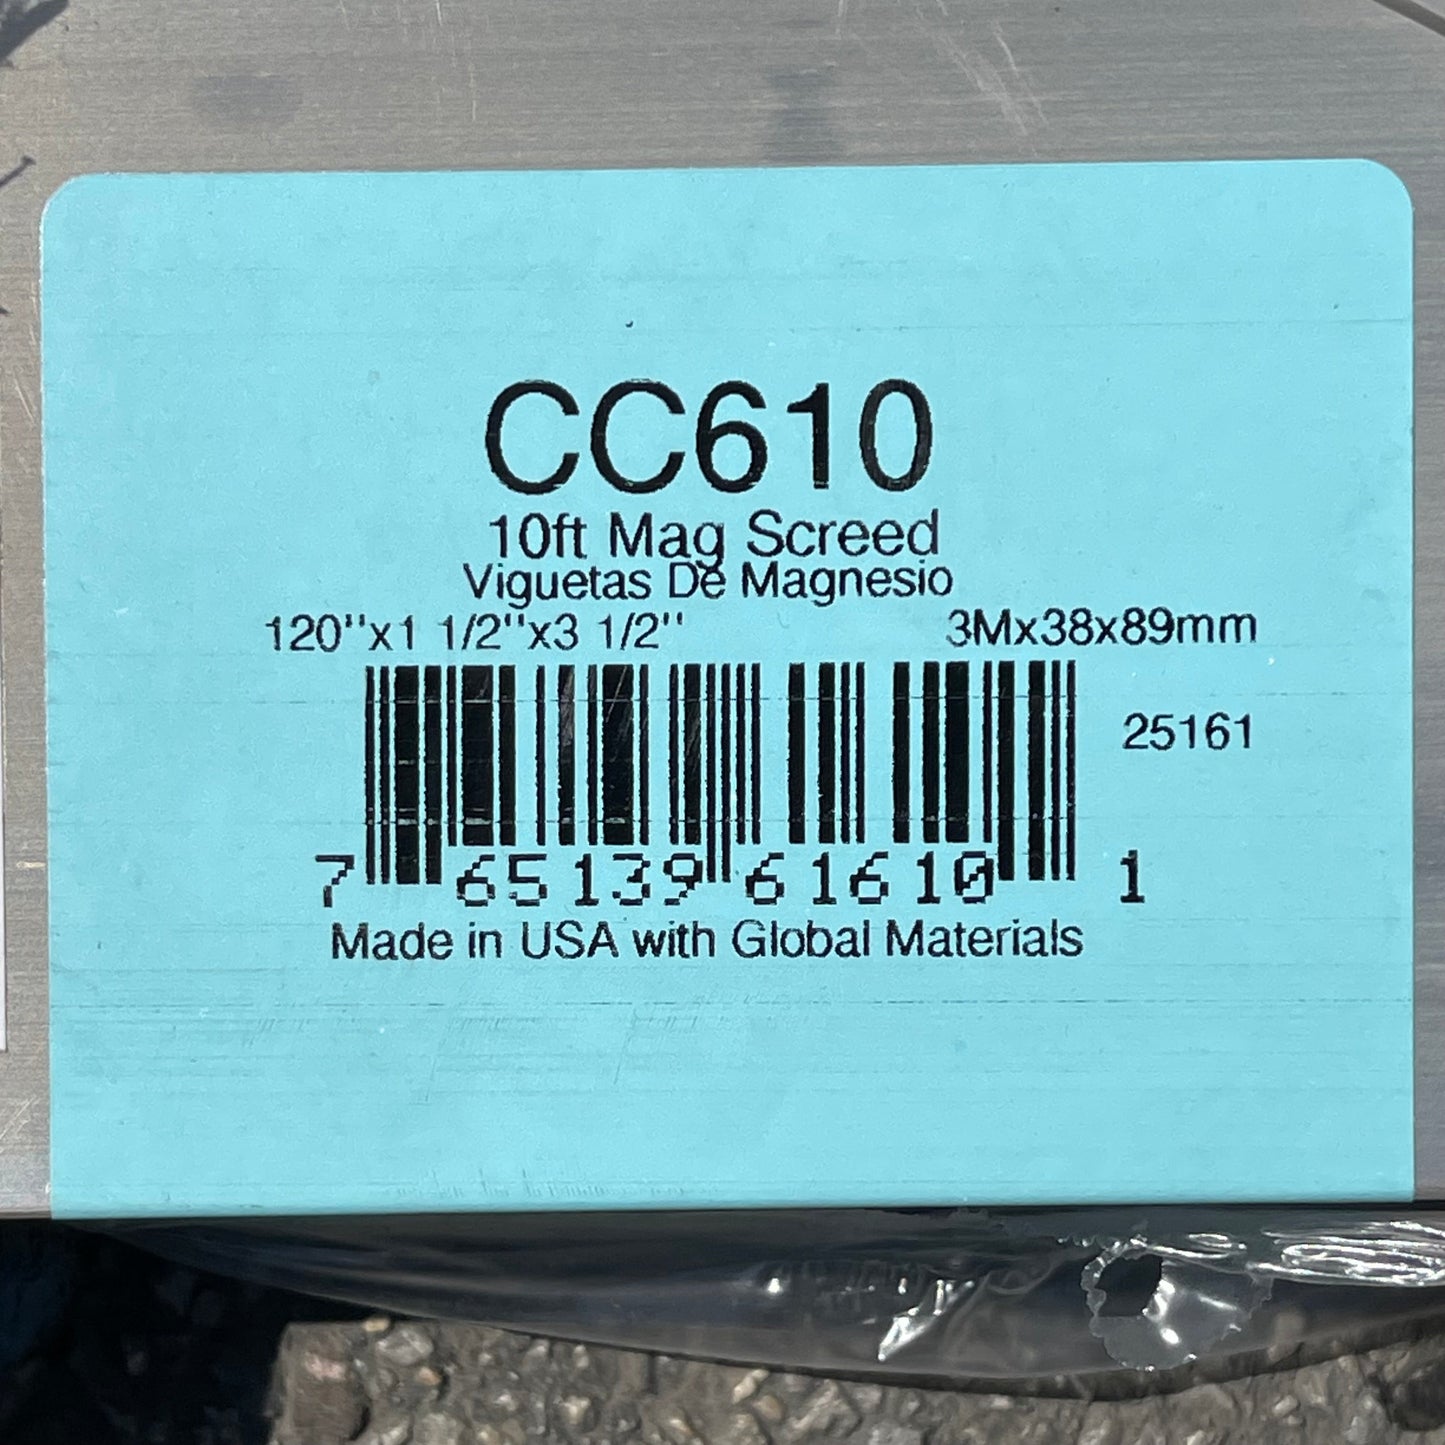 CC610
10ft Mag Screed
Viguetas De Magnesio
120''x1 1/2''x3 1/2'' 3Mx38x89mm
25161
7 65139 61610 1
Made in USA with Global Materials